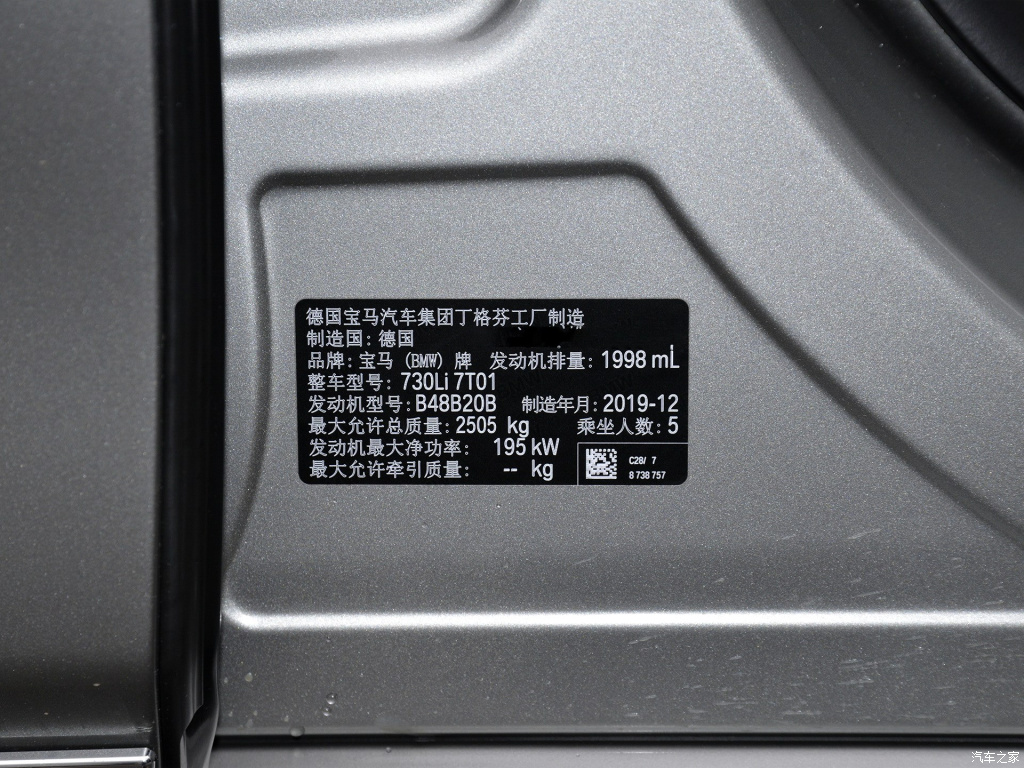 德国宝马汽车集团丁格芬工厂制造
制造国：德国
品牌：宝马 (BMW) 牌 发动机排量：1998 mL
整车型号：730Li 7T01
发动机型号：B48B20B 制造年月：2019-12
最大允许总质量：2505 kg 乘坐人数：5
发动机最大净功率： 195 kW
最大允许牵引质量： -- kg
C28/ 7
8 738 757
汽车之家